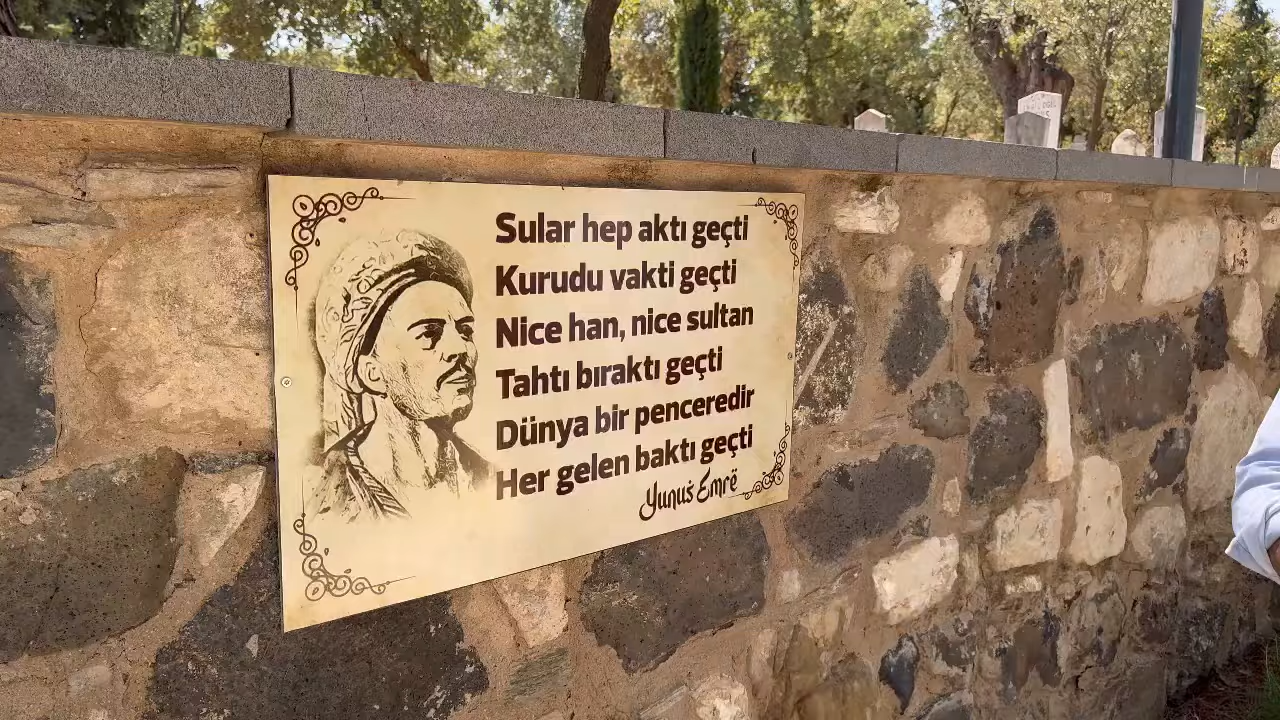 Sular hep aktı geçti
Kurudu vakti geçti
Nice han, nice sultan
Tahtı bıraktı geçti
Dünya bir penceredir
Her gelen baktı geçti
Yunus Emrë